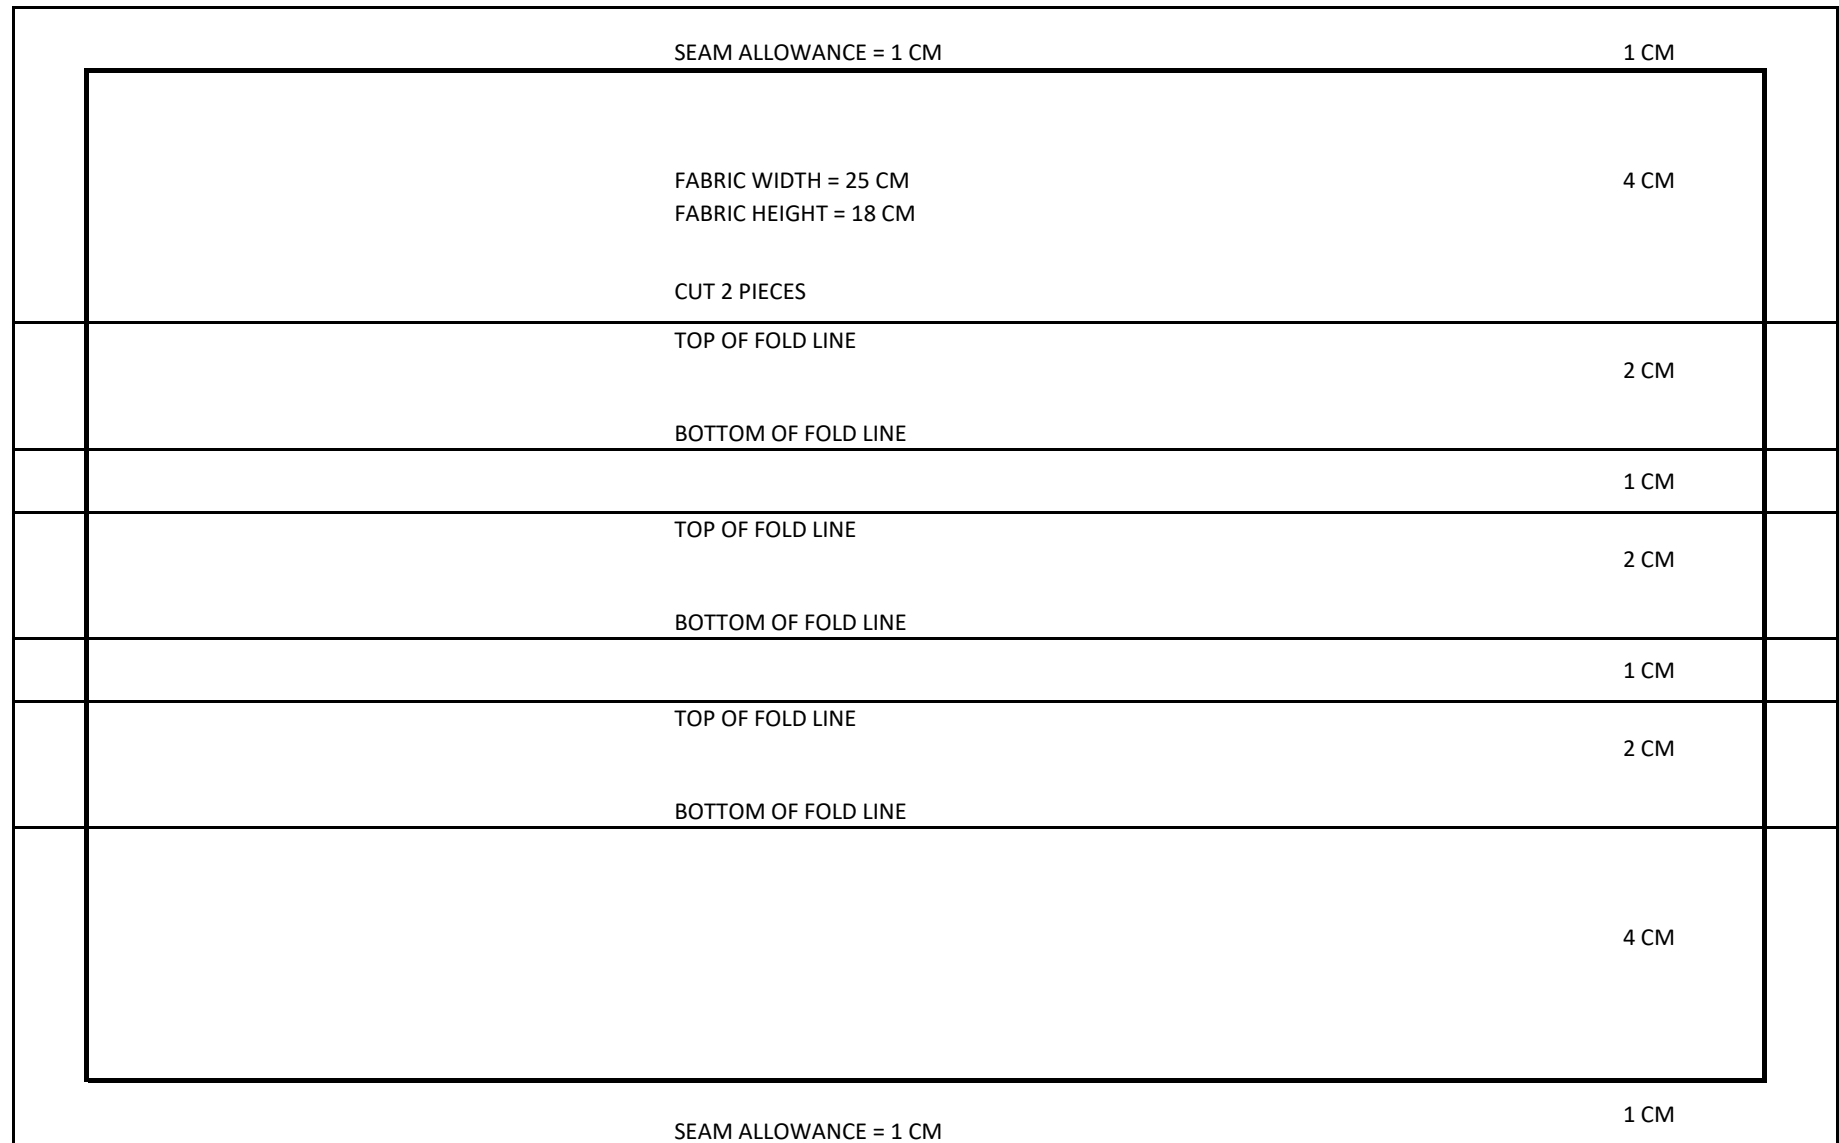 SEAM ALLOWANCE = 1 CM 1 CM
FABRIC WIDTH = 25 CM 4 CM
FABRIC HEIGHT = 18 CM
CUT 2 PIECES
TOP OF FOLD LINE
2 CM
BOTTOM OF FOLD LINE
1 CM
TOP OF FOLD LINE
2 CM
BOTTOM OF FOLD LINE
1 CM
TOP OF FOLD LINE
2 CM
BOTTOM OF FOLD LINE
4 CM
1 CM
SEAM ALLOWANCE = 1 CM